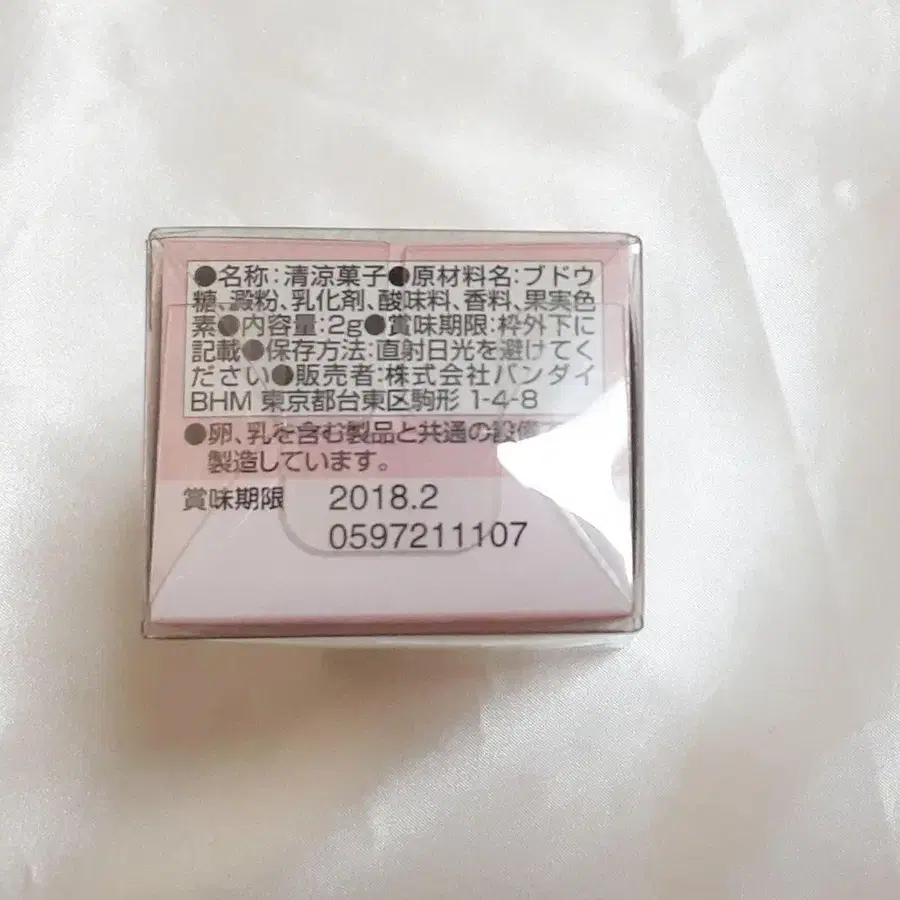 ●名称:清涼菓子●原材料名:ブドウ
糖、澱粉、乳化剤、酸味料、香料、果実色
素●内容量:2g●賞味期限:枠外下に
記載●保存方法:直射日光を避けてく
ださい●販売者:株式会社バンダイ
BHM 東京都台東区駒形 1-4-8
●卵、乳を含む製品と共通の設備で
製造しています。
賞味期限 2018.2
0597211107